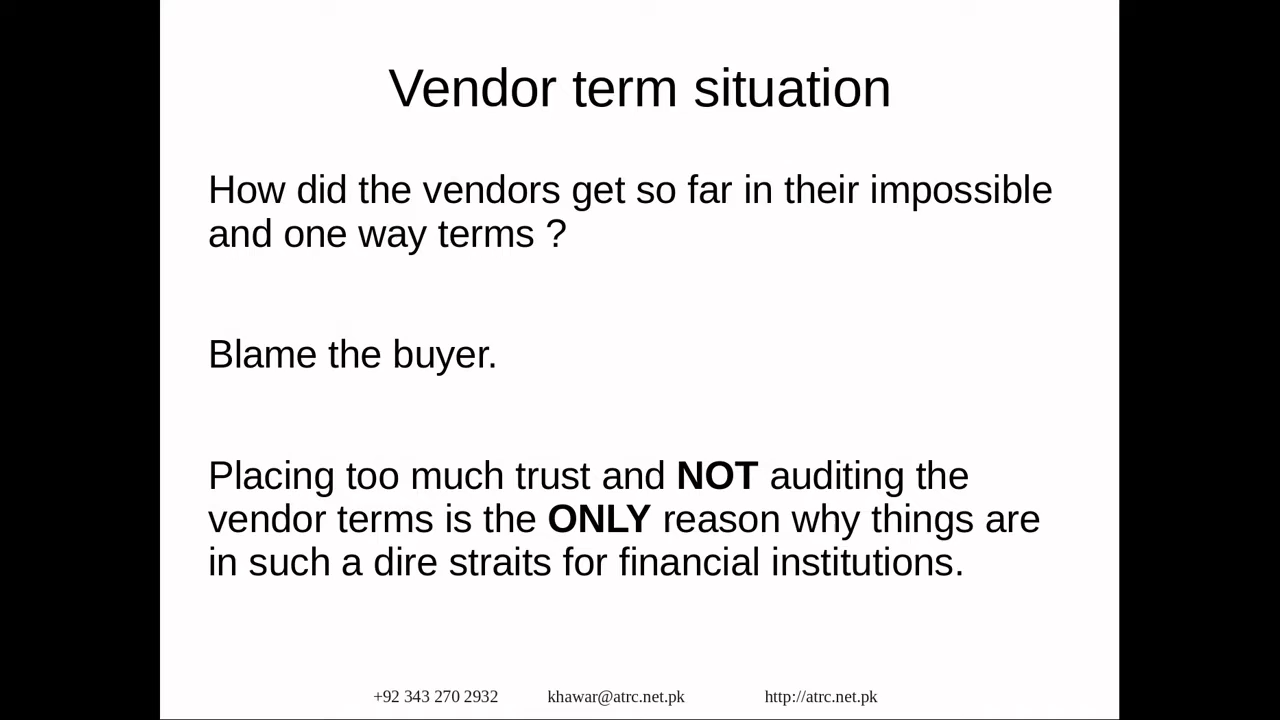 Vendor term situation
How did the vendors get so far in their impossible
and one way terms ?
Blame the buyer.
Placing too much trust and NOT auditing the
vendor terms is the ONLY reason why things are
in such a dire straits for financial institutions.
+92 343 270 2932 khawar@atrc.net.pk http://atrc.net.pk